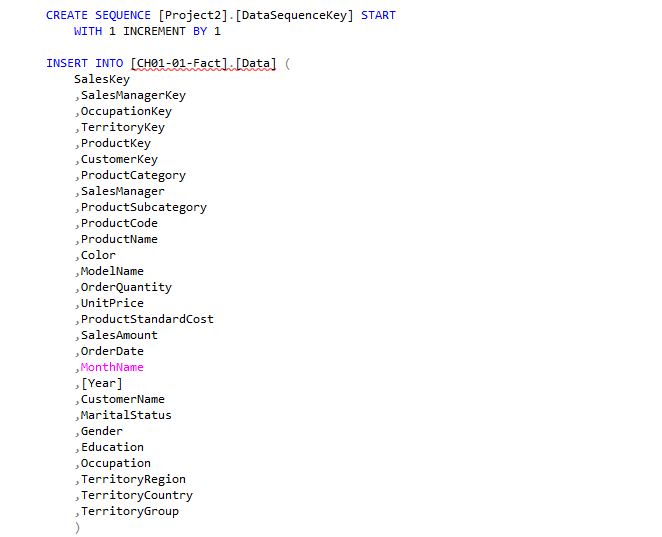 CREATE SEQUENCE [Project2].[DataSequenceKey] START
WITH 1 INCREMENT BY 1
INSERT INTO [CH01-01-Fact].[Data] (
SalesKey
,SalesManagerKey
,OccupationKey
,TerritoryKey
,ProductKey
,CustomerKey
,ProductCategory
,SalesManager
,ProductSubcategory
,ProductCode
,ProductName
,Color
,ModelName
,OrderQuantity
,UnitPrice
,ProductStandardCost
,SalesAmount
,OrderDate
,MonthName
,[Year]
,CustomerName
,MaritalStatus
,Gender
,Education
,Occupation
,TerritoryRegion
,TerritoryCountry
,TerritoryGroup
)